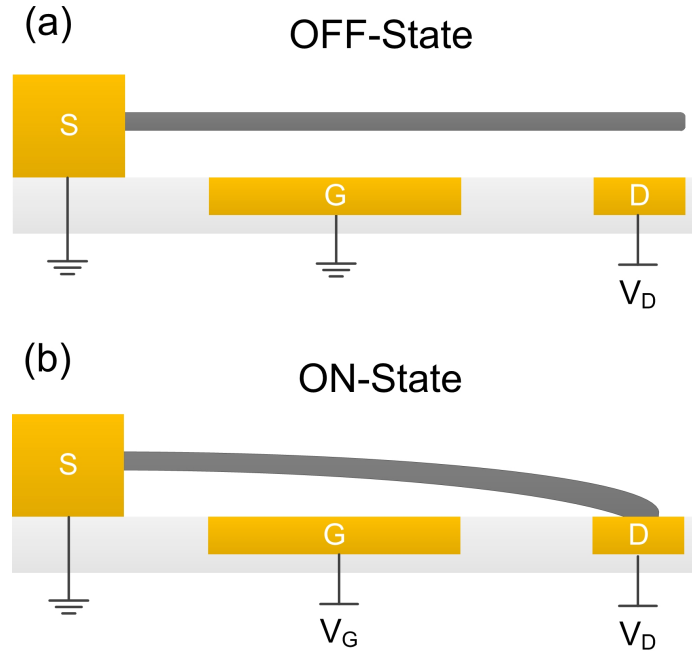 (a)
OFF-State
S
G
D
V_D
(b)
ON-State
S
G
D
V_G
V_D